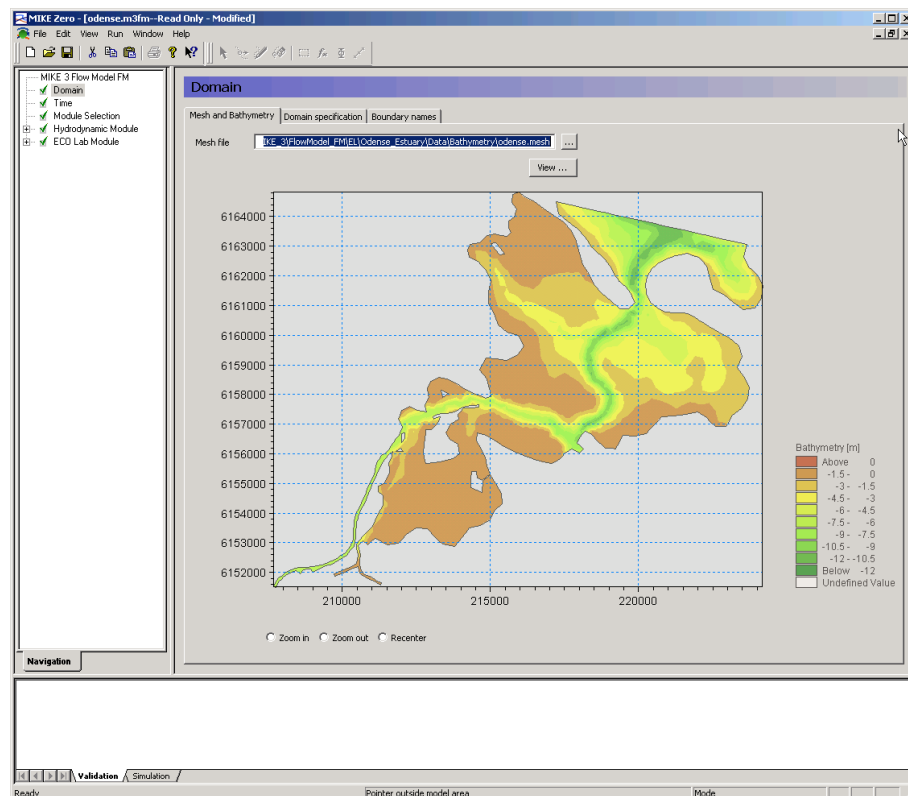 MIKE Zero - [odense.m3fm--Read Only - Modified]
File Edit View Run Window Help
MIKE 3 Flow Model FM
Domain
Time
Module Selection
Hydrodynamic Module
ECO Lab Module
Navigation
Domain
Mesh and Bathymetry Domain specification Boundary names
Mesh file IKE_3\FlowModel_FM\EL\Odense_Estuary\Data\Bathymetry\odense.mesh ...
View ...
6164000
6163000
6162000
6161000
6160000
6159000
6158000
6157000
6156000
6155000
6154000
6153000
6152000
210000 215000 220000
Bathymetry [m]
Above 0
-1.5 - 0
-3 - -1.5
-4.5 - -3
-6 - -4.5
-7.5 - -6
-9 - -7.5
-10.5 - -9
-12 - -10.5
Below -12
Undefined Value
Zoom in Zoom out Recenter
Validation Simulation
Ready Pointer outside model area Mode